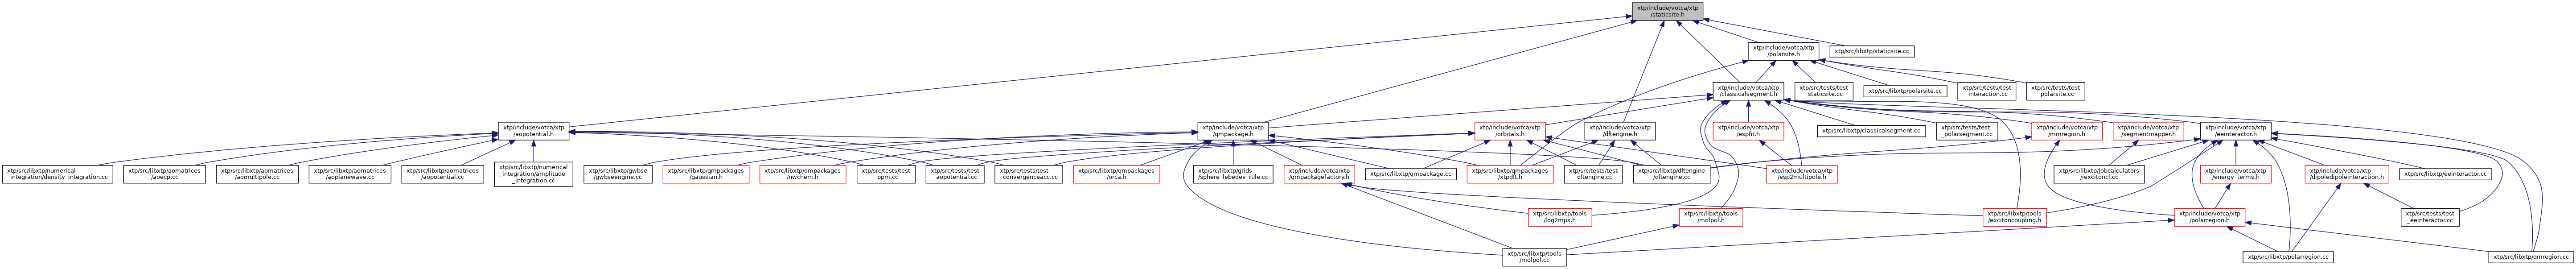 xtp/include/votca/xtp
/staticsite.h
xtp/include/votca/xtp
/polarsite.h
xtp/src/libxtp/staticsite.cc
xtp/include/votca/xtp
/classicalsegment.h
xtp/src/tests/test
_staticsite.cc
xtp/src/libxtp/polarsite.cc
xtp/src/tests/test
_interaction.cc
xtp/src/tests/test
_polarsite.cc
xtp/include/votca/xtp
/aopotential.h
xtp/include/votca/xtp
/qmpackage.h
xtp/include/votca/xtp
/orbitals.h
xtp/include/votca/xtp
/dftengine.h
xtp/include/votca/xtp
/espfit.h
xtp/src/libxtp/classicalsegment.cc
xtp/src/tests/test
_polarsegment.cc
xtp/include/votca/xtp
/mmregion.h
xtp/include/votca/xtp
/segmentmapper.h
xtp/include/votca/xtp
/eeinteractor.h
xtp/src/libxtp/numerical
_integration/density_integration.cc
xtp/src/libxtp/aomatrices
/aoecp.cc
xtp/src/libxtp/aomatrices
/aomultipole.cc
xtp/src/libxtp/aomatrices
/aoplanewave.cc
xtp/src/libxtp/aomatrices
/aopotential.cc
xtp/src/libxtp/numerical
_integration/amplitude
_integration.cc
xtp/src/libxtp/gwbse
/gwbseengine.cc
xtp/src/libxtp/qmpackages
/gaussian.h
xtp/src/libxtp/qmpackages
/nwchem.h
xtp/src/tests/test
_ppm.cc
xtp/src/tests/test
_aopotential.cc
xtp/src/tests/test
_convergenceacc.cc
xtp/src/libxtp/qmpackages
/orca.h
xtp/src/libxtp/grids
/sphere_lebedev_rule.cc
xtp/include/votca/xtp
/qmpackagefactory.h
xtp/src/libxtp/qmpackage.cc
xtp/src/libxtp/qmpackages
/xtpdft.h
xtp/src/tests/test
_dftengine.cc
xtp/src/libxtp/dftengine
/dftengine.cc
xtp/include/votca/xtp
/esp2multipole.h
xtp/src/libxtp/jobcalculators
/iexcitoncl.cc
xtp/include/votca/xtp
/energy_terms.h
xtp/include/votca/xtp
/dipoledipoleinteraction.h
xtp/src/libxtp/eeinteractor.cc
xtp/src/libxtp/tools
/log2mps.h
xtp/src/libxtp/tools
/molpol.h
xtp/src/libxtp/tools
/excitoncoupling.h
xtp/include/votca/xtp
/polarregion.h
xtp/src/tests/test
_eeinteractor.cc
xtp/src/libxtp/tools
/molpol.cc
xtp/src/libxtp/polarregion.cc
xtp/src/libxtp/qmregion.cc